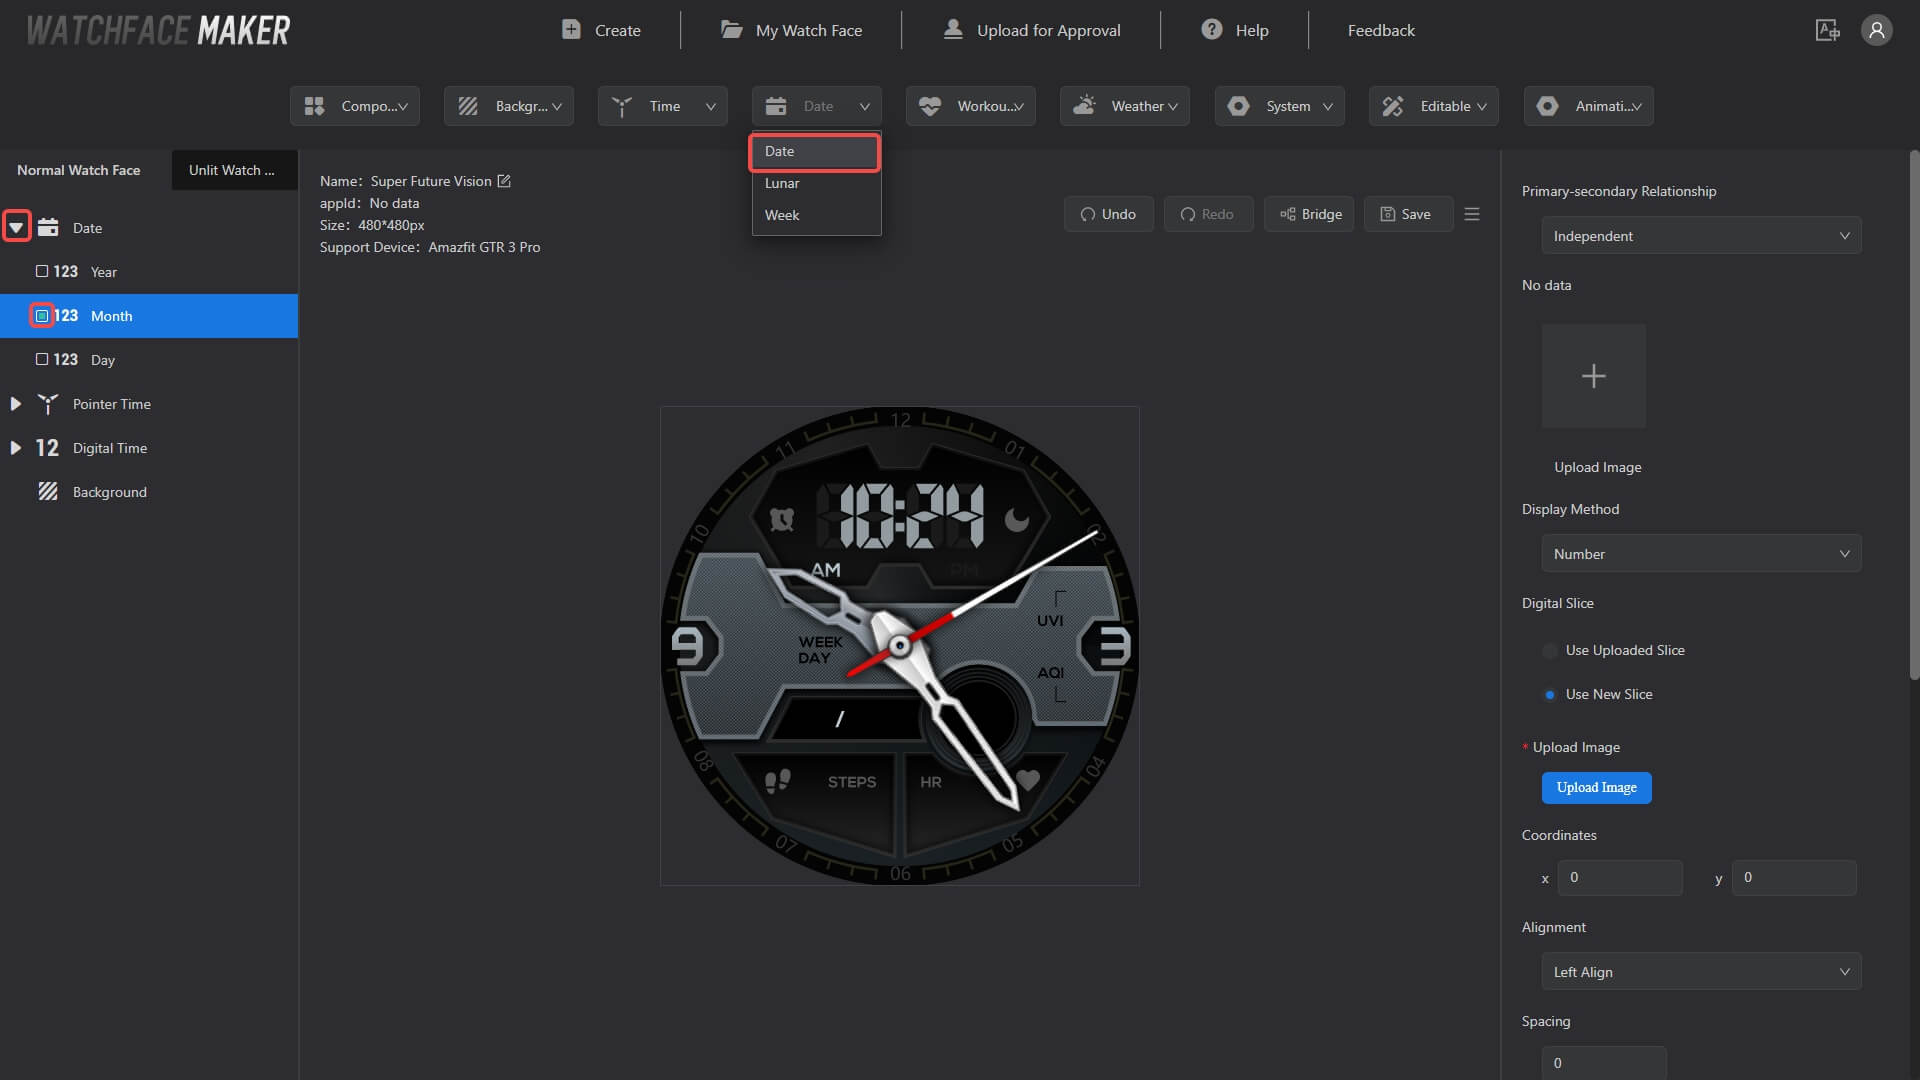 WATCHFACE MAKER
Create
My Watch Face
Upload for Approval
? Help
Feedback
Compo...
Backgr...
Time
Date
Workou...
Weather
System
Editable
Animati...
Date
Lunar
Week
Normal Watch Face
Unlit Watch ...
Date
123 Year
123 Month
123 Day
Pointer Time
12 Digital Time
Background
Name: Super Future Vision
appId: No data
Size: 480*480px
Support Device: Amazfit GTR 3 Pro
Undo
Redo
Bridge
Save
12
11
01
10
02
10:24
AM
PM
UVI
9
WEEK
DAY
3
AQI
/
08
04
STEPS
HR
07
05
06
Primary-secondary Relationship
Independent
No data
Upload Image
Display Method
Number
Digital Slice
Use Uploaded Slice
Use New Slice
* Upload Image
Upload Image
Coordinates
x 0
y 0
Alignment
Left Align
Spacing
0